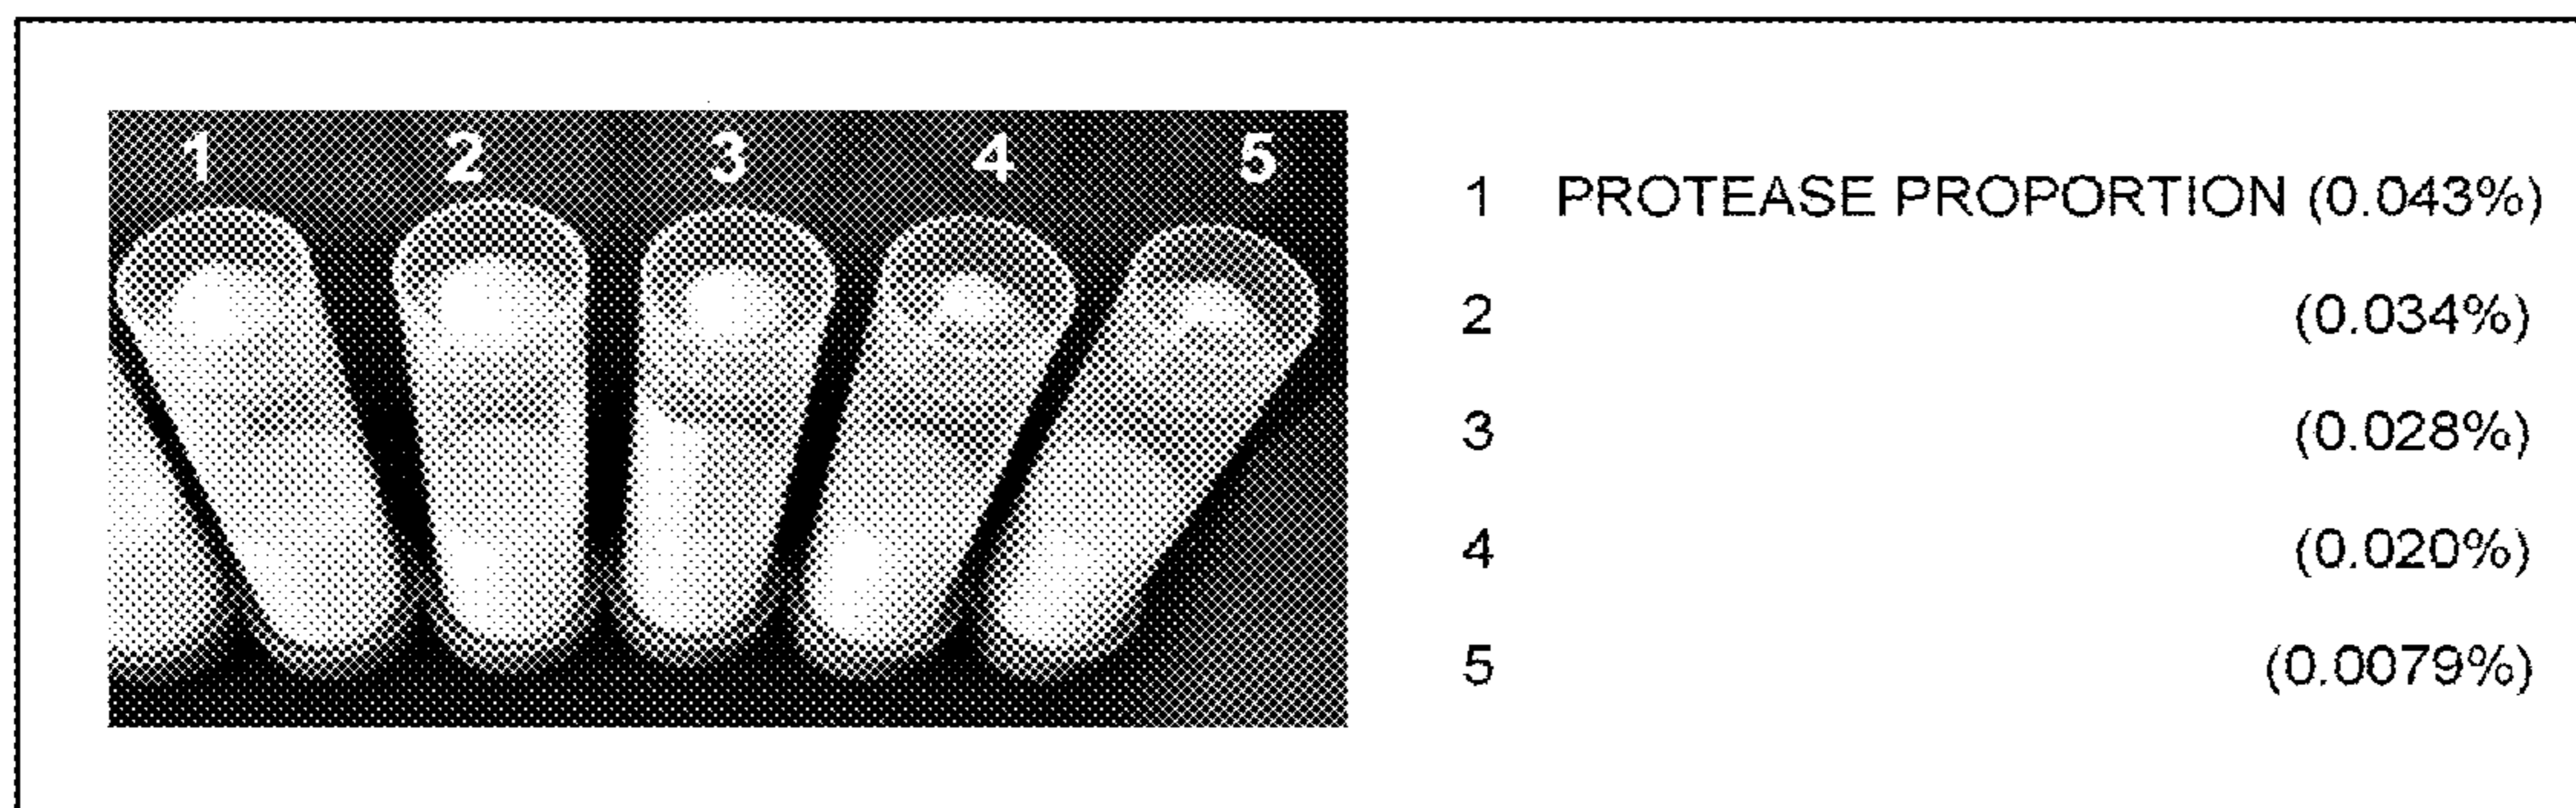 1 2 3 4 5
1 PROTEASE PROPORTION (0.043%)
2 (0.034%)
3 (0.028%)
4 (0.020%)
5 (0.0079%)